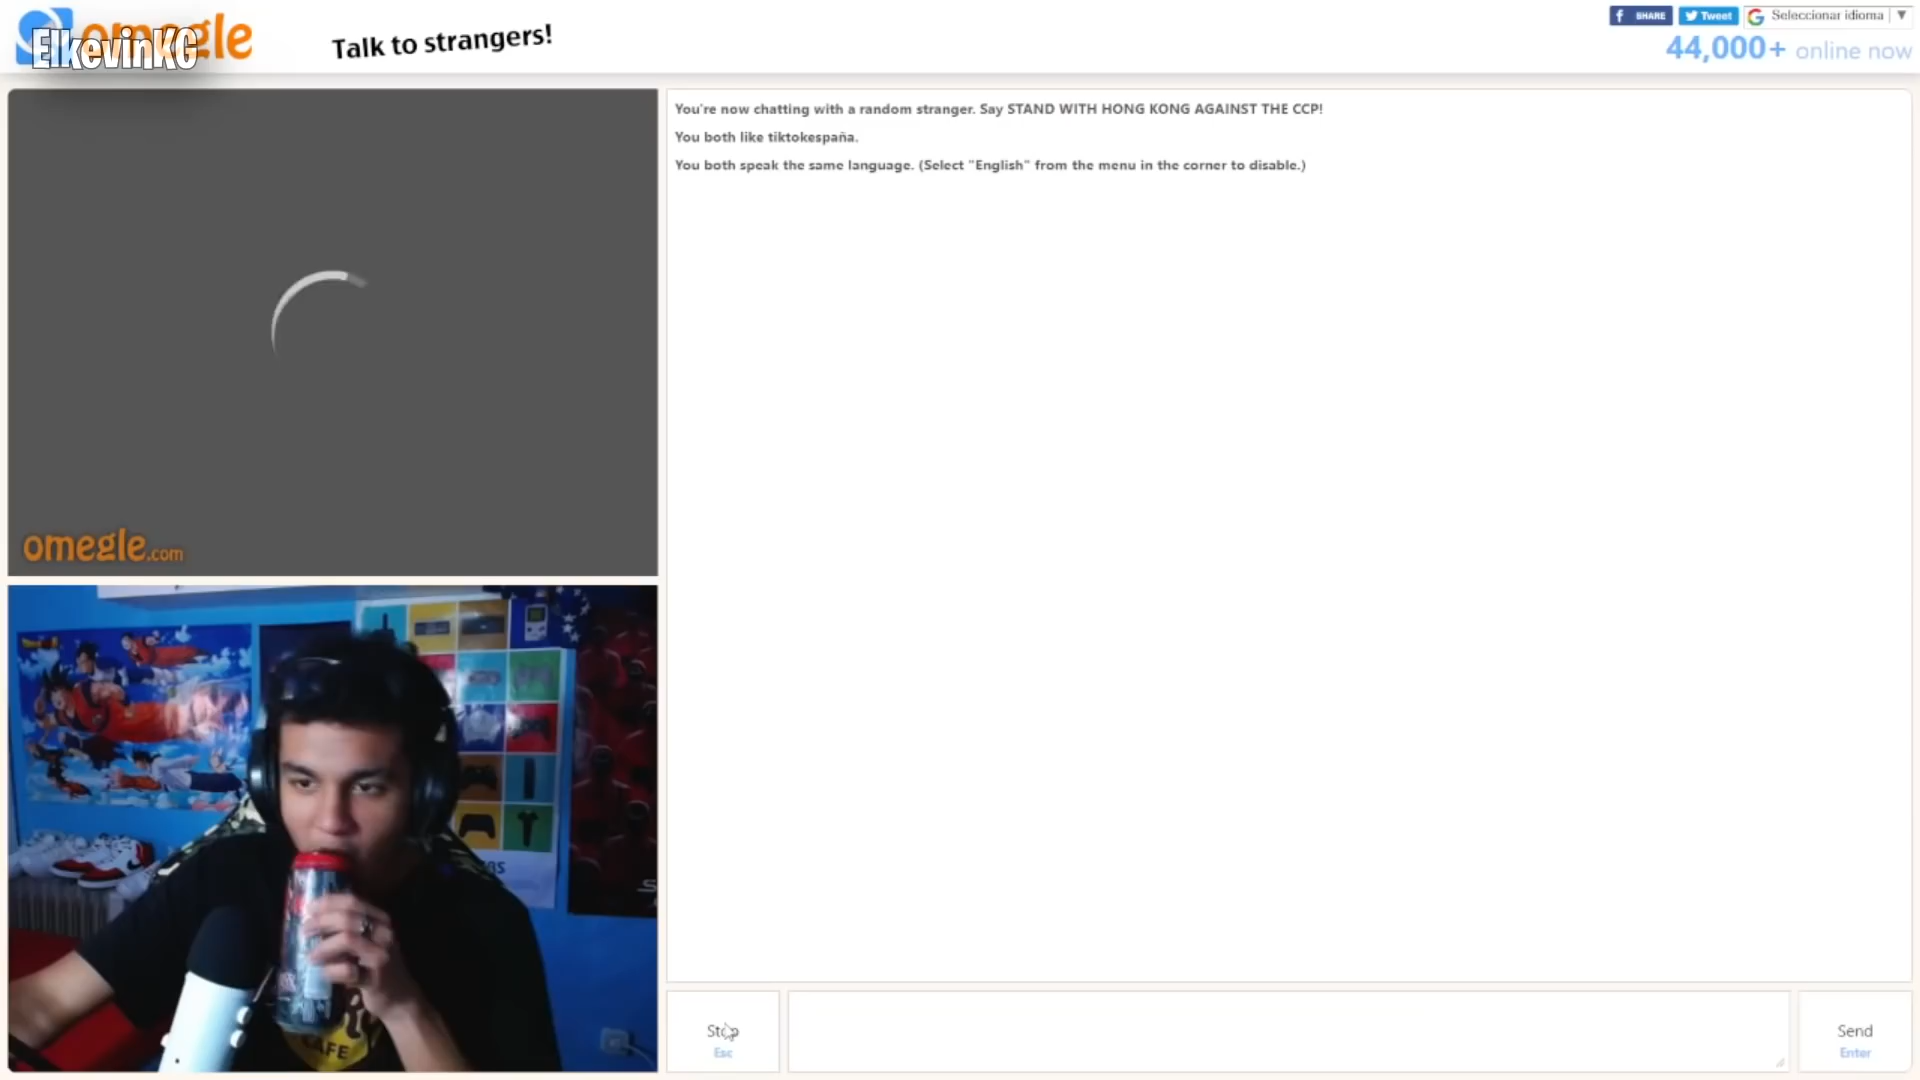 omegle
ElkevinKG
Talk to strangers!
SHARE
Tweet
Seleccionar idioma
44,000+ online now
You're now chatting with a random stranger. Say STAND WITH HONG KONG AGAINST THE CCP!
You both like tiktokespaña.
You both speak the same language. (Select "English" from the menu in the corner to disable.)
omegle.com
CAFE
Stop
Esc
Send
Enter